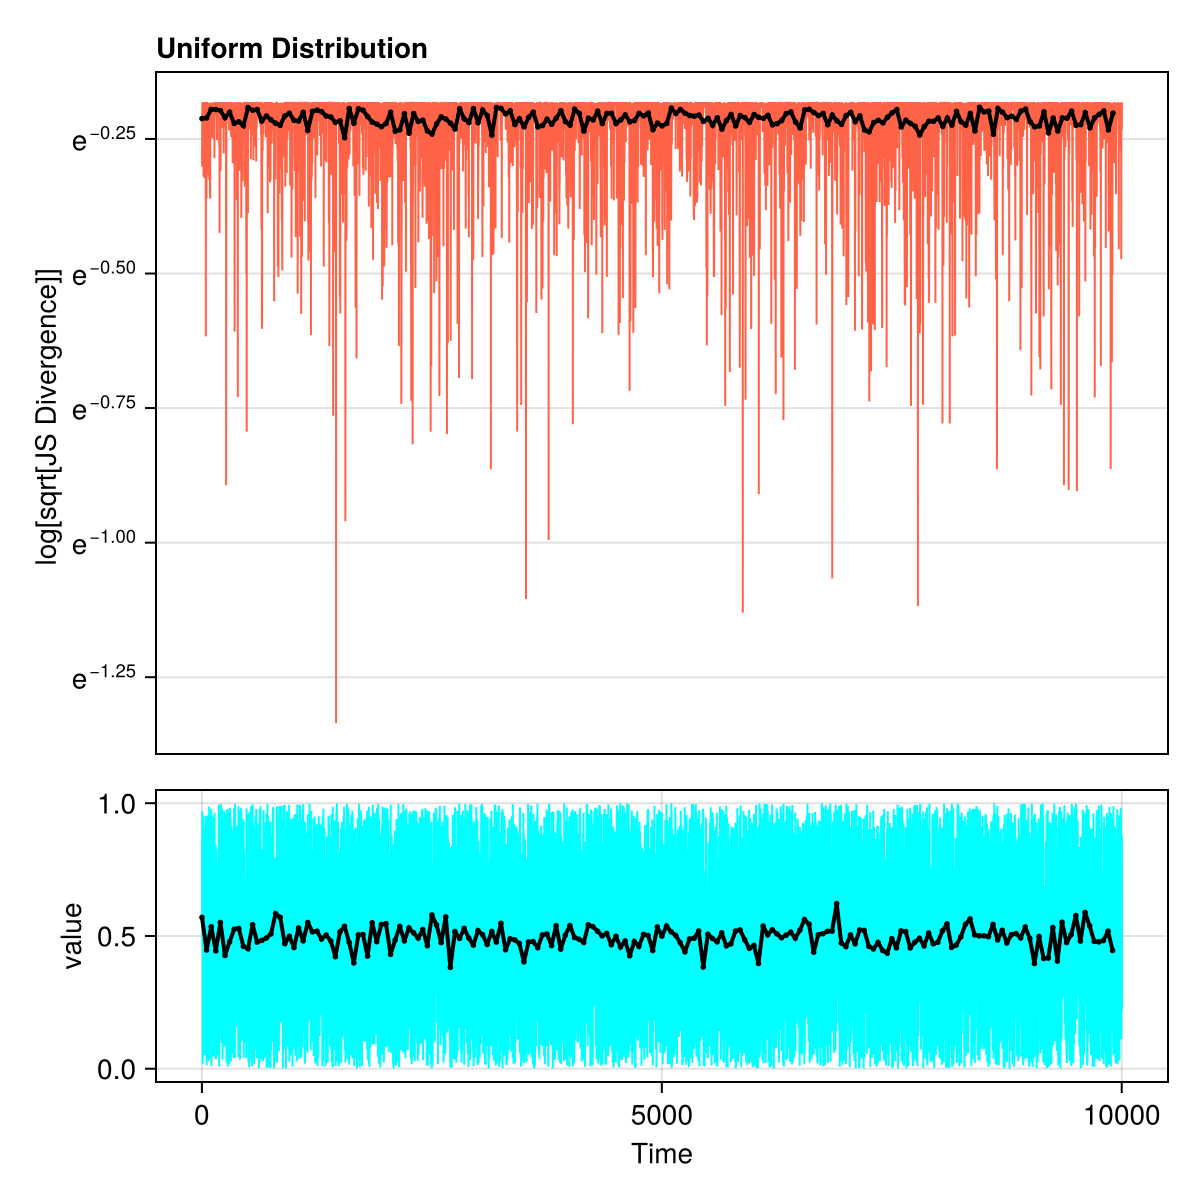 Uniform Distribution
log[sqrt[JS Divergence]]
e^−0.25
e^−0.50
e^−0.75
e^−1.00
e^−1.25
value
1.0
0.5
0.0
0 5000 10000
Time